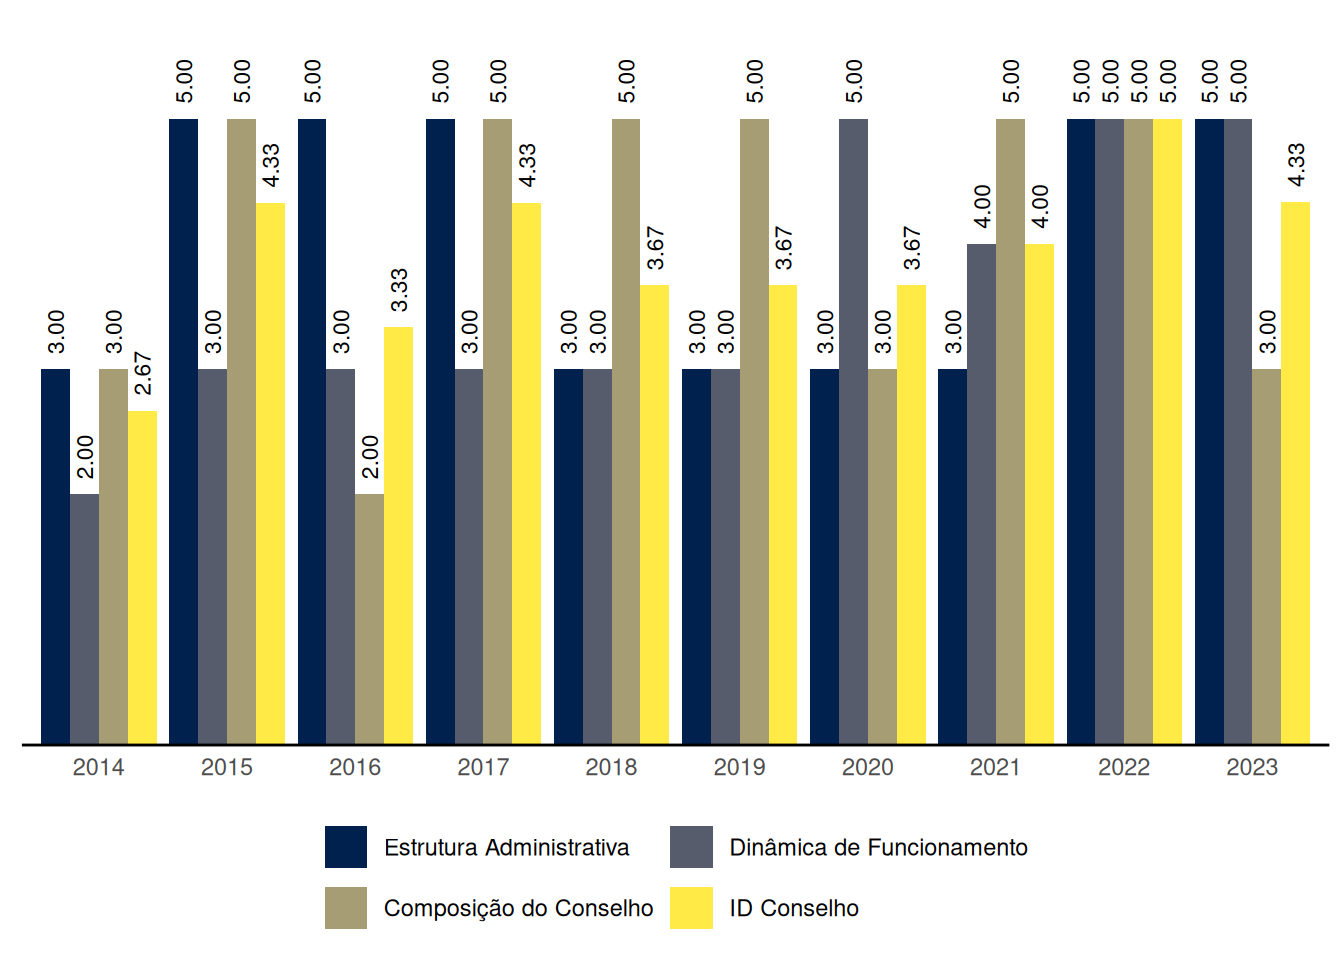 3.00 2.00 3.00 2.67
5.00 3.00 5.00 4.33
5.00 3.00 2.00 3.33
5.00 3.00 5.00 4.33
3.00 3.00 5.00 3.67
3.00 3.00 5.00 3.67
3.00 5.00 3.00 3.67
3.00 4.00 5.00 4.00
5.00 5.00 5.00 5.00
5.00 5.00 3.00 4.33
2014 2015 2016 2017 2018 2019 2020 2021 2022 2023
Estrutura Administrativa Dinâmica de Funcionamento
Composição do Conselho ID Conselho